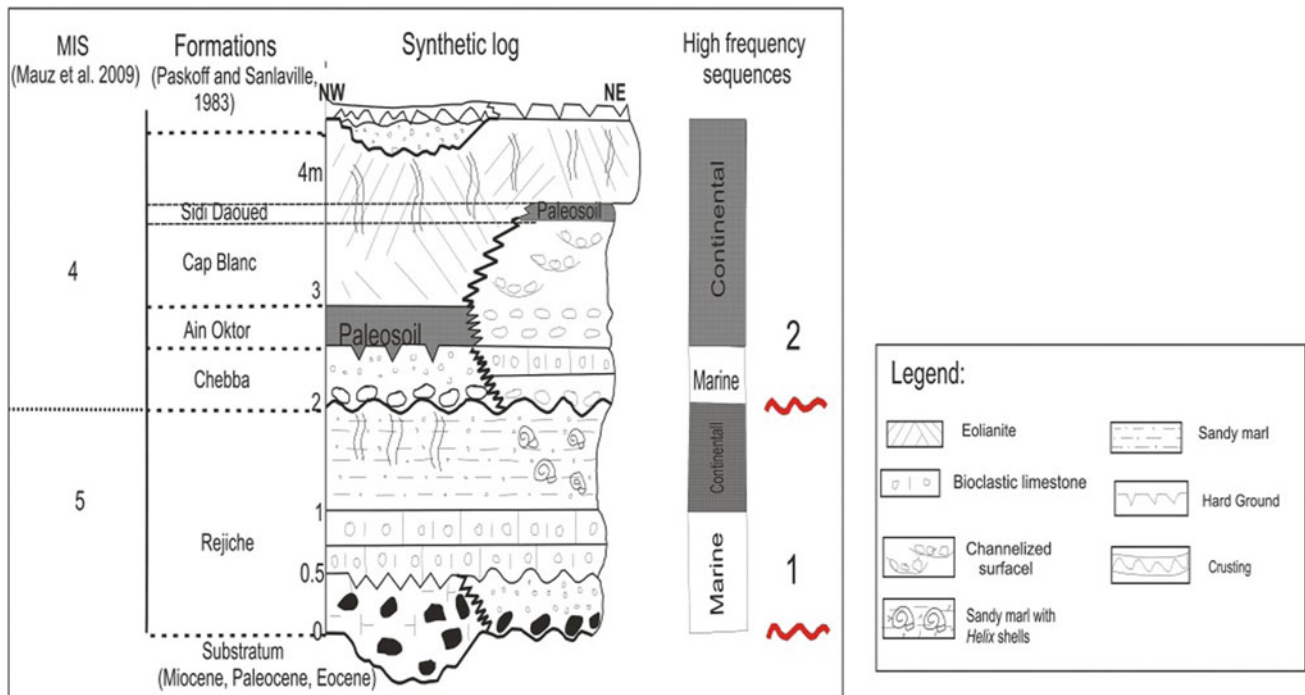 MIS
(Mauz et al. 2009)
Formations
(Paskoff and Sanlaville,
1983)
Synthetic log
High frequency
sequences
NW
NE
4m
Sidi Daoued
Paleosoil
Cap Blanc
4
3
Ain Oktor
Paleosoil
Chebba
2
5
1
Rejiche
0.5
0
Substratum
(Miocene, Paleocene, Eocene)
Continental
2
Marine
Continentall
Marine
1
Legend:
Eolianite
Sandy marl
Bioclastic limestone
Hard Ground
Channelized
surfacel
Crusting
Sandy marl with
Helix shells